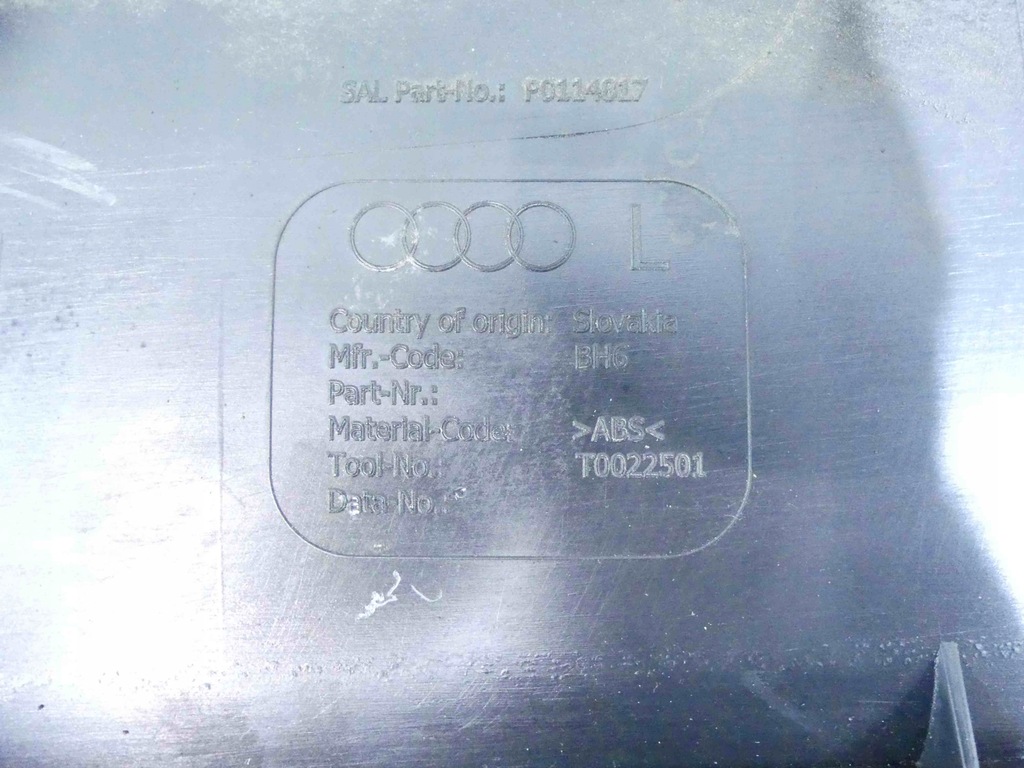 SAL Part-No.: P0114817
L
Country of origin: Slovakia
Mfr.-Code: BH6
Part-Nr.:
Material-Code: >ABS<
Tool-No.: T0022501
Data-No.: